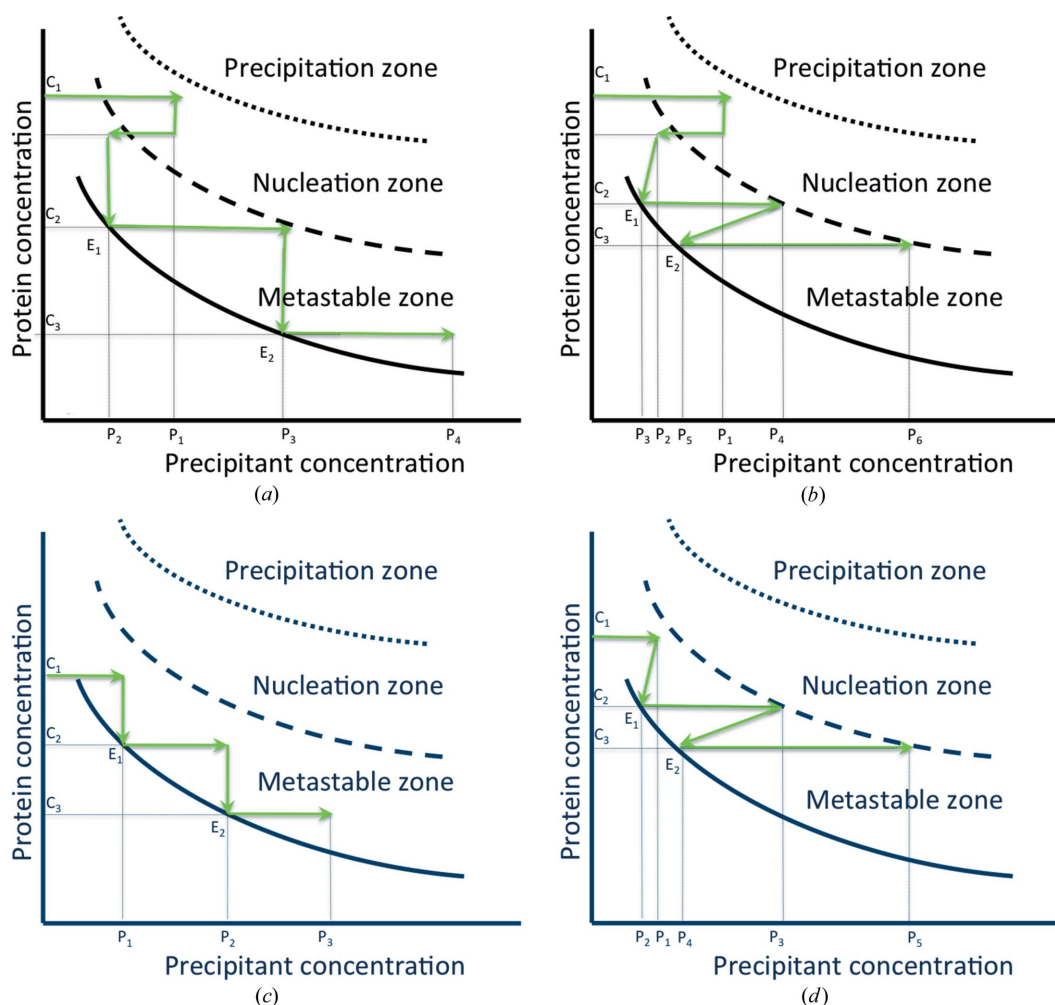 Protein concentration
C₁
C₂
C₃
Precipitation zone
Nucleation zone
Metastable zone
E₁
E₂
P₂ P₁ P₃ P₄
Precipitant concentration
(a)
Protein concentration
C₁
C₂
C₃
Precipitation zone
Nucleation zone
Metastable zone
E₁
E₂
P₃ P₂ P₅ P₁ P₄ P₆
Precipitant concentration
(b)
Protein concentration
C₁
C₂
C₃
Precipitation zone
Nucleation zone
Metastable zone
E₁
E₂
P₁ P₂ P₃
Precipitant concentration
(c)
Protein concentration
C₁
C₂
C₃
Precipitation zone
Nucleation zone
Metastable zone
E₁
E₂
P₂ P₁ P₄ P₃ P₅
Precipitant concentration
(d)